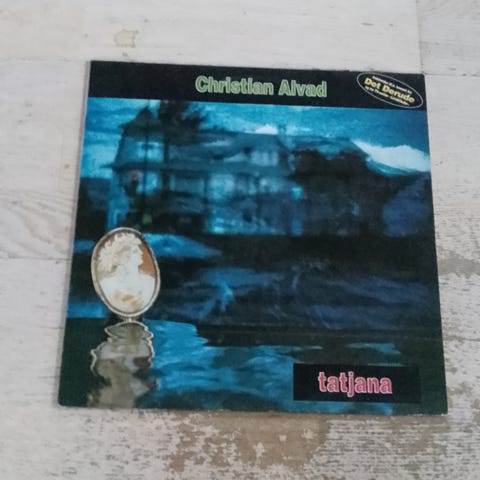 Christian Alvad
Det Derude
tatjana